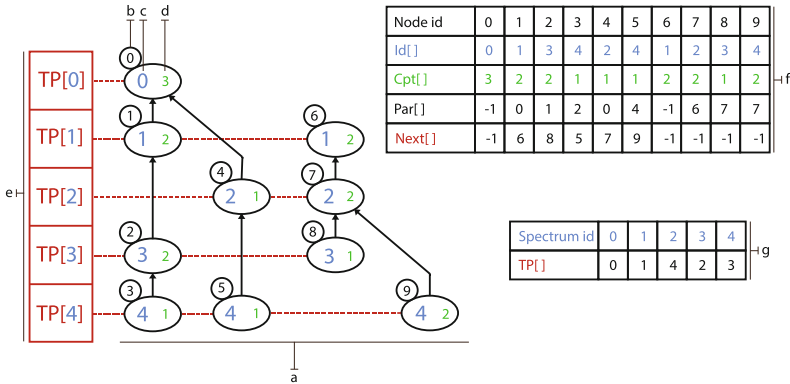 b c d
0
TP[0] 0 3
1 6
TP[1] 1 2 1 2
4 7
TP[2] 2 1 2 2
e
2 8
TP[3] 3 2 3 1
3 5 9
TP[4] 4 1 4 1 4 2
a
Node id 0 1 2 3 4 5 6 7 8 9
Id[ ] 0 1 3 4 2 4 1 2 3 4
Cpt[ ] 3 2 2 1 1 1 2 2 1 2
f
Par[ ] -1 0 1 2 0 4 -1 6 7 7
Next[ ] -1 6 8 5 7 9 -1 -1 -1 -1
Spectrum id 0 1 2 3 4
g
TP[ ] 0 1 4 2 3